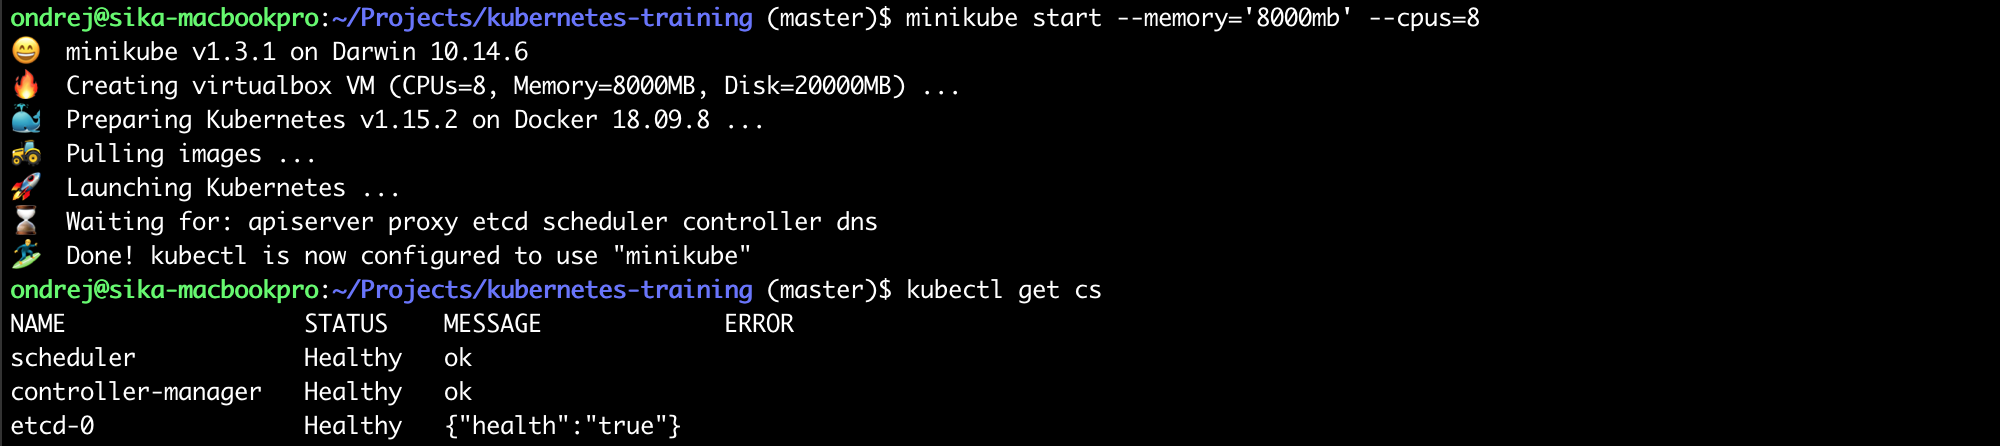 ondrej@sika-macbookpro:~/Projects/kubernetes-training (master)$ minikube start --memory='8000mb' --cpus=8
😄  minikube v1.3.1 on Darwin 10.14.6
🔥  Creating virtualbox VM (CPUs=8, Memory=8000MB, Disk=20000MB) ...
🐳  Preparing Kubernetes v1.15.2 on Docker 18.09.8 ...
🚜  Pulling images ...
🚀  Launching Kubernetes ...
⌛  Waiting for: apiserver proxy etcd scheduler controller dns
🏄  Done! kubectl is now configured to use "minikube"
ondrej@sika-macbookpro:~/Projects/kubernetes-training (master)$ kubectl get cs
NAME                 STATUS    MESSAGE             ERROR
scheduler            Healthy   ok
controller-manager   Healthy   ok
etcd-0               Healthy   {"health":"true"}